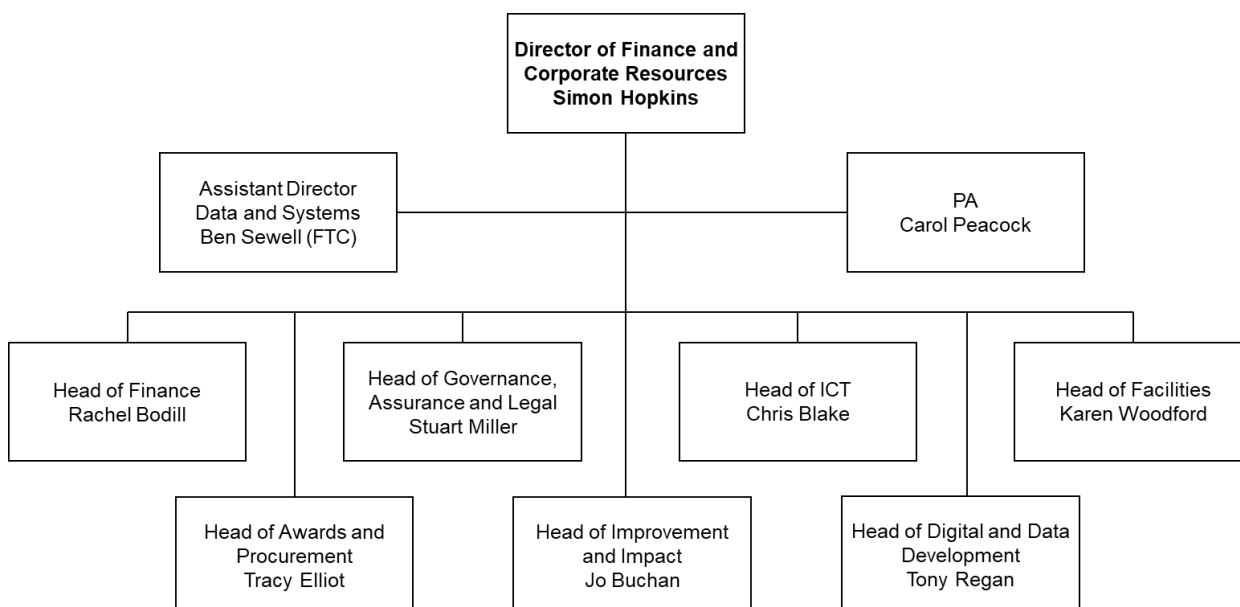 Director of Finance and
Corporate Resources
Simon Hopkins
Assistant Director
Data and Systems
Ben Sewell (FTC)
PA
Carol Peacock
Head of Finance
Rachel Bodill
Head of Governance,
Assurance and Legal
Stuart Miller
Head of ICT
Chris Blake
Head of Facilities
Karen Woodford
Head of Awards and
Procurement
Tracy Elliot
Head of Improvement
and Impact
Jo Buchan
Head of Digital and Data
Development
Tony Regan